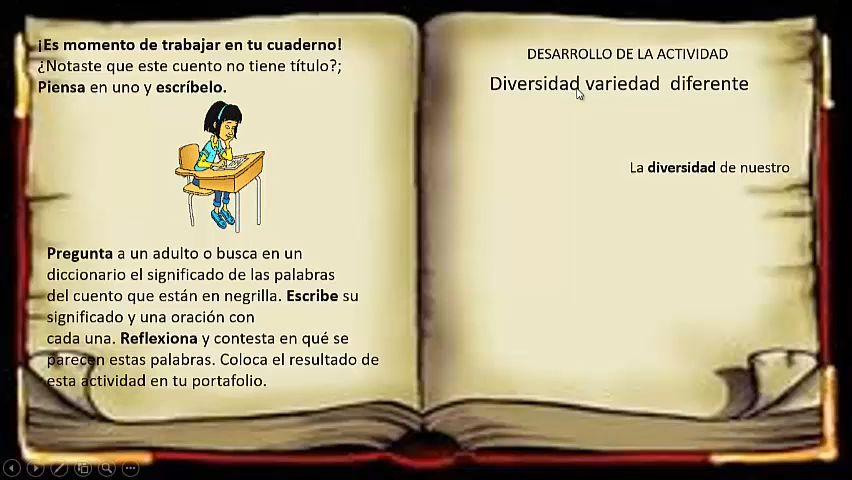 ¡Es momento de trabajar en tu cuaderno!
¿Notaste que este cuento no tiene título?;
Piensa en uno y escríbelo.
Pregunta a un adulto o busca en un
diccionario el significado de las palabras
del cuento que están en negrilla. Escribe su
significado y una oración con
cada una. Reflexiona y contesta en qué se
parecen estas palabras. Coloca el resultado de
esta actividad en tu portafolio.
DESARROLLO DE LA ACTIVIDAD
Diversidad variedad diferente
La diversidad de nuestro